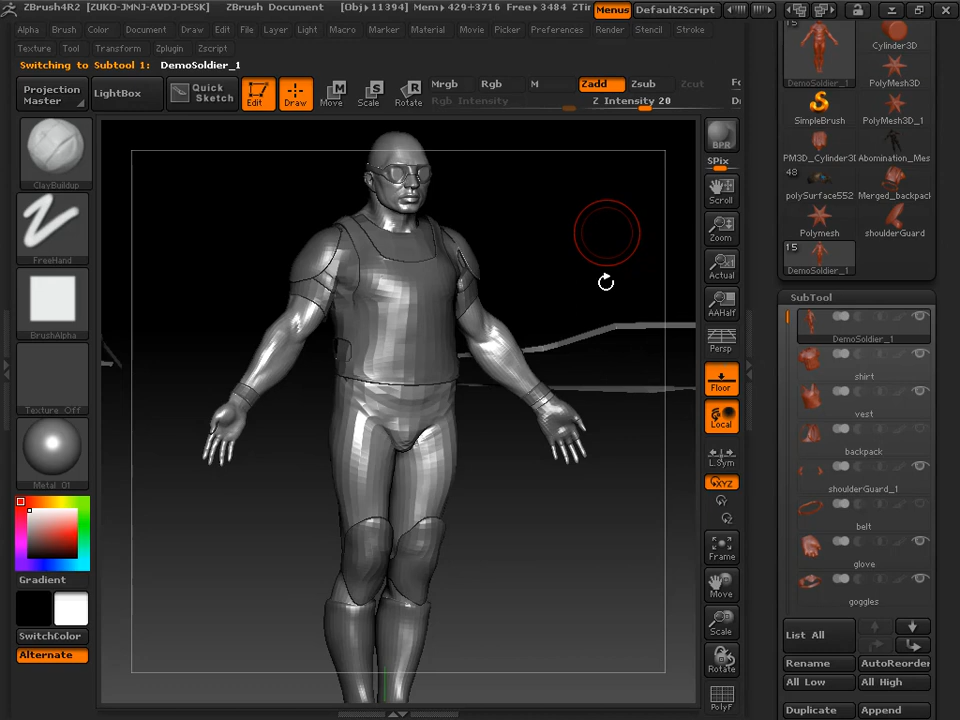 ZBrush4R2 [ZUKO-JMNJ-AVDJ-DESK] ZBrush Document [Obj▸11394] Mem▸429+3716 Free▸3484 ZTi Menus DefaultZScript
Alpha Brush Color Document Draw Edit File Layer Light Macro Marker Material Movie Picker Preferences Render Stencil Stroke
Texture Tool Transform Zplugin Zscript
Switching to Subtool 1: DemoSoldier_1
Projection Master
LightBox
Quick Sketch
Edit
Draw
Move
Scale
Rotate
Mrgb Rgb M Zadd Zsub Zcut Fo
Rgb Intensity Z Intensity 20 Dr
ClayBuildup
FreeHand
BrushAlpha
Texture Off
Metal 01
Gradient
SwitchColor
Alternate
BPR
SPix
Scroll
Zoom
Actual
AAHalf
Persp
Floor
Local
L.Sym
XYZ
Y
Z
Frame
Move
Scale
Rotate
PolyF
15
DemoSoldier_1
Cylinder3D
PolyMesh3D
SimpleBrush
PolyMesh3D_1
PM3D_Cylinder3D
Abomination_Mes
48
polySurface552
Merged_backpack
Polymesh
shoulderGuard
15
DemoSoldier_1
SubTool
DemoSoldier_1
shirt
vest
backpack
shoulderGuard_1
belt
glove
goggles
List All
Rename AutoReorder
All Low All High
Duplicate Append